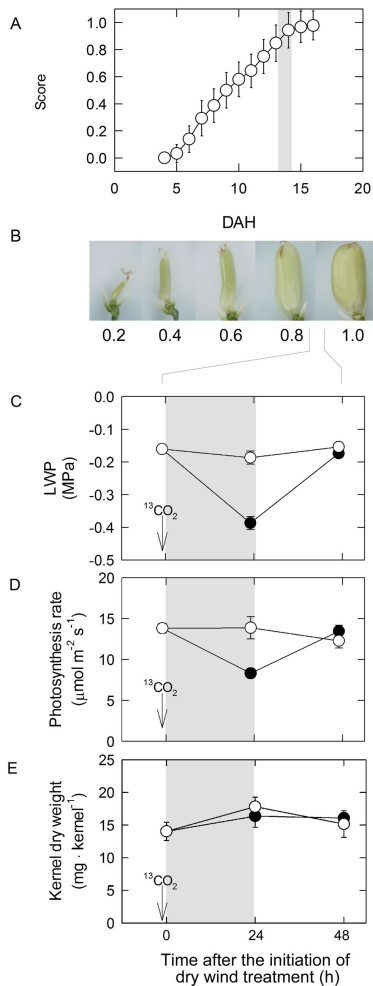 A
Score
1.0
0.8
0.6
0.4
0.2
0.0
0 5 10 15 20
DAH
B
0.2 0.4 0.6 0.8 1.0
C
LWP
(MPa)
0.0
-0.1
-0.2
-0.3
-0.4
-0.5
¹³CO₂
D
Photosynthesis rate
(μmol m⁻² s⁻¹)
20
15
10
5
0
¹³CO₂
E
Kernel dry weight
(mg · kernel⁻¹)
25
20
15
10
5
0
¹³CO₂
0 24 48
Time after the initiation of
dry wind treatment (h)